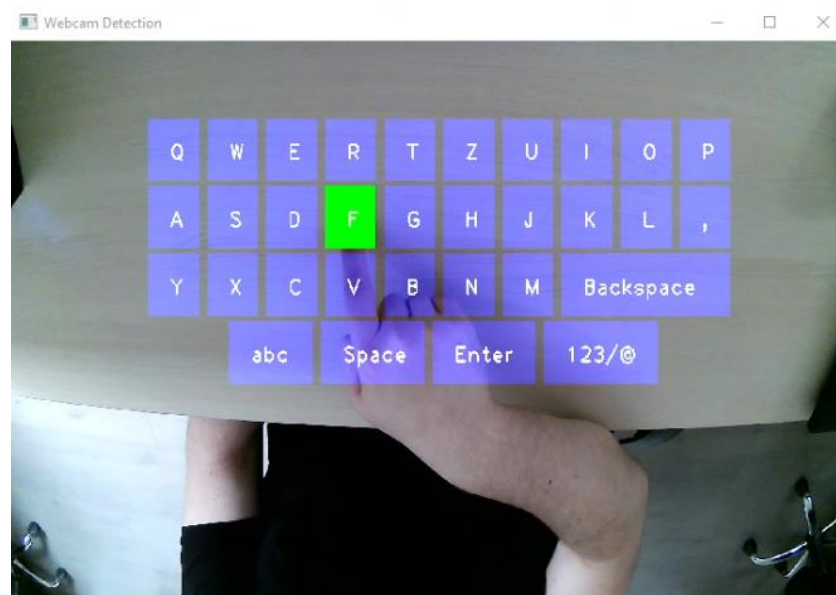 Webcam Detection
Q W E R T Z U I O P
A S D F G H J K L ,
Y X C V B N M Backspace
abc Space Enter 123/@